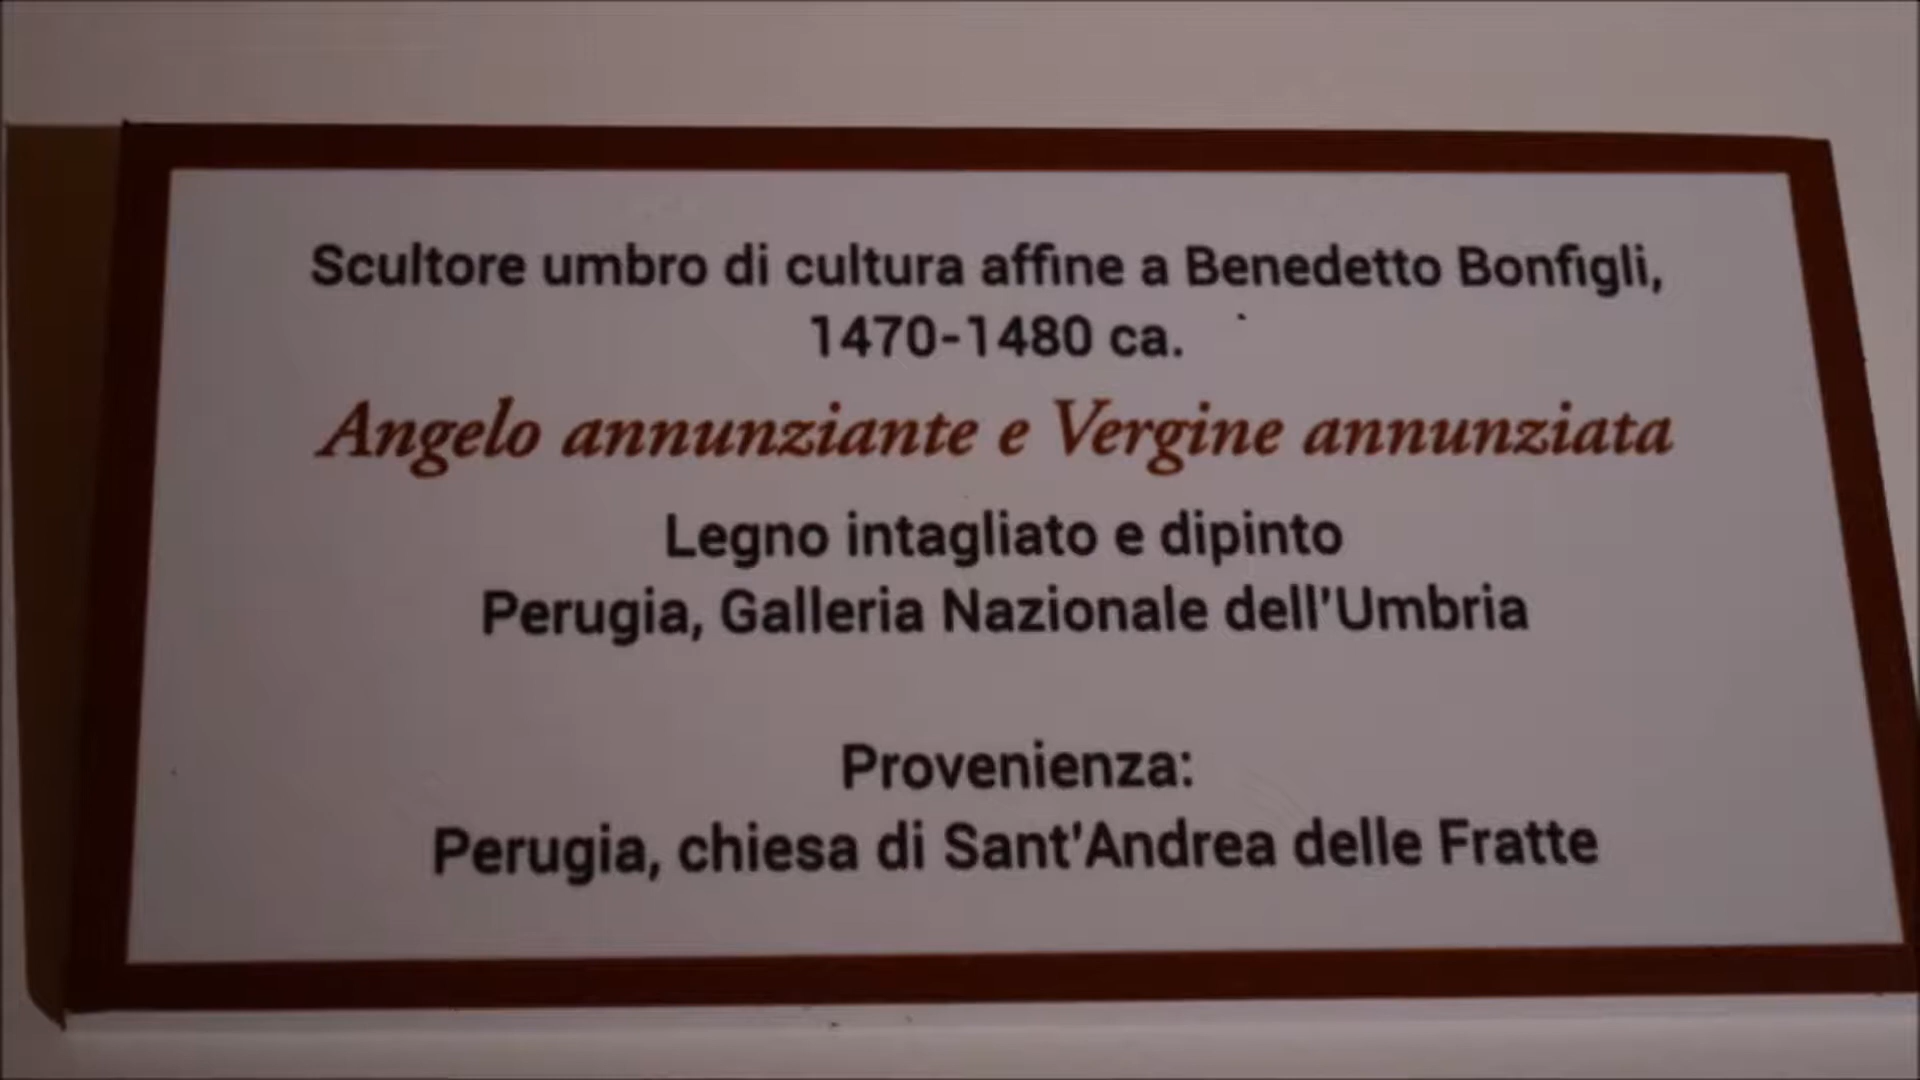 Scultore umbro di cultura affine a Benedetto Bonfigli,
1470-1480 ca.
Angelo annunziante e Vergine annunziata
Legno intagliato e dipinto
Perugia, Galleria Nazionale dell'Umbria
Provenienza:
Perugia, chiesa di Sant'Andrea delle Fratte